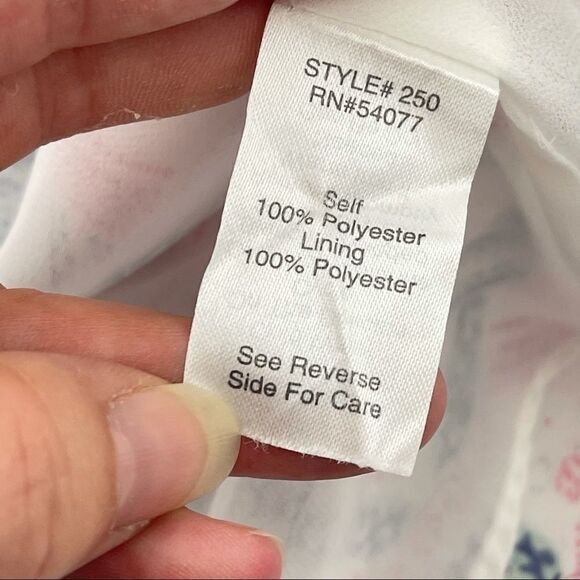 STYLE# 250
RN#54077
Self
100% Polyester
Lining
100% Polyester
See Reverse
Side For Care